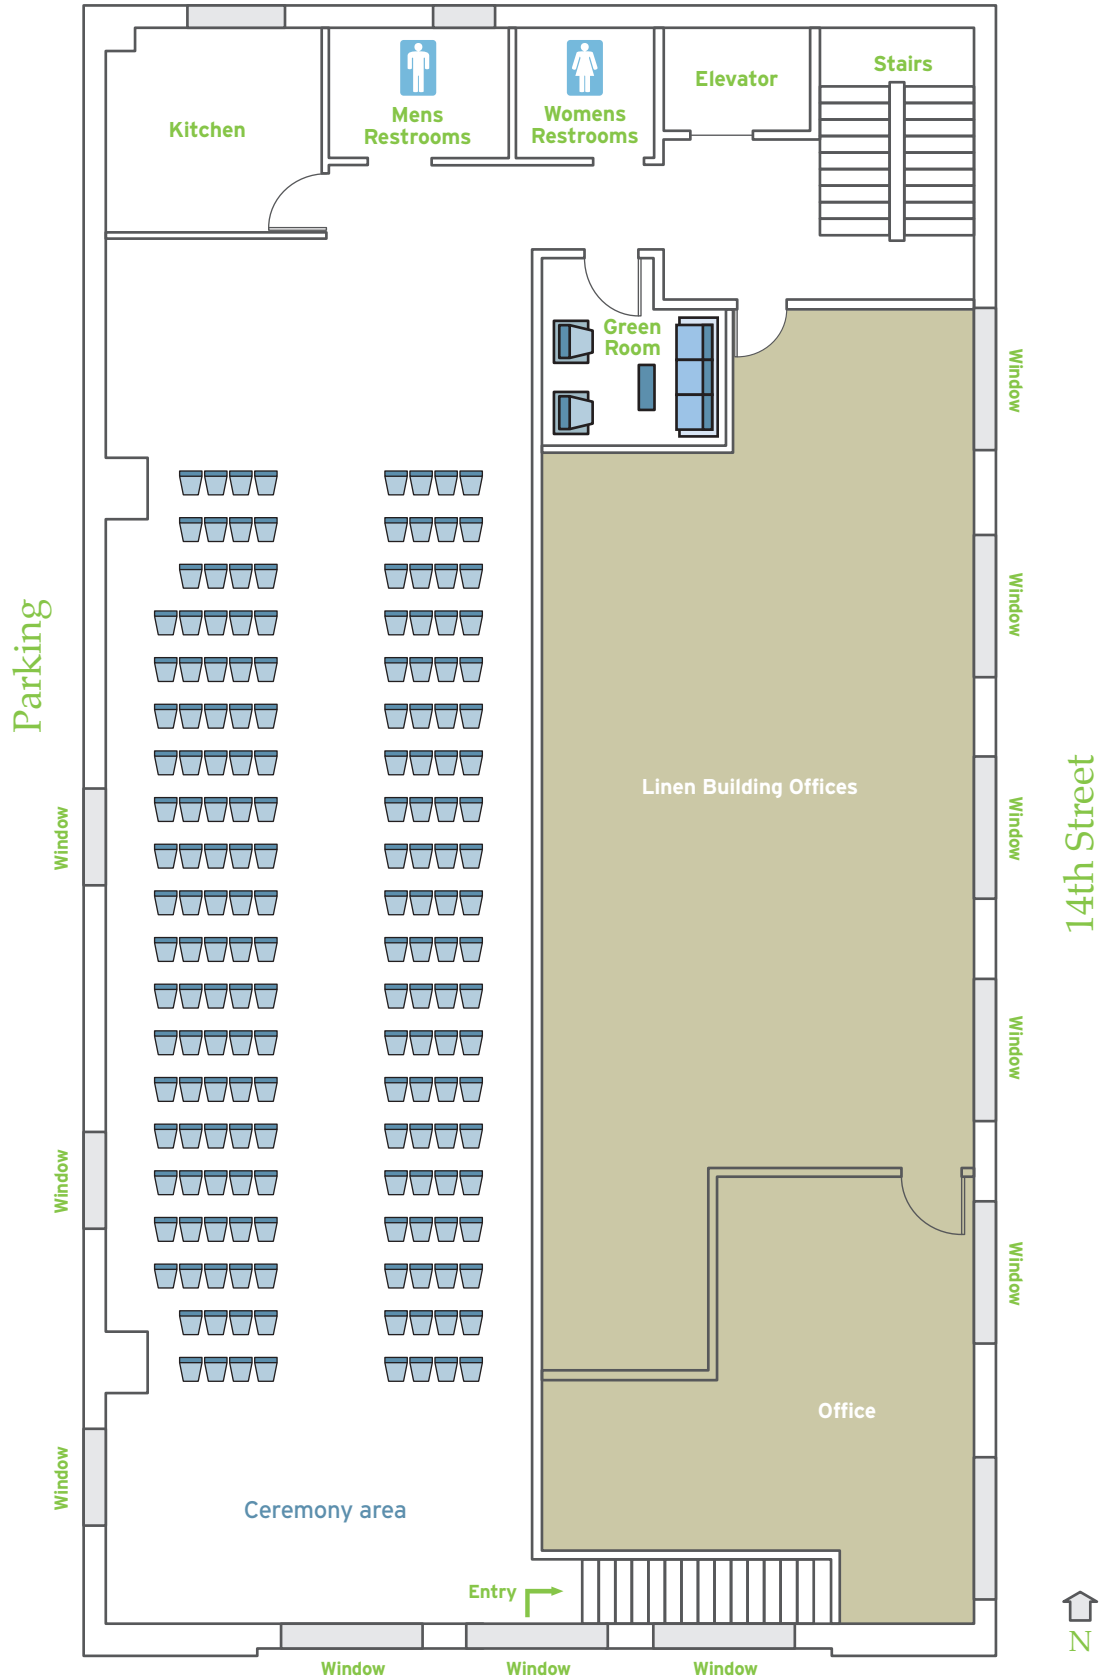 Stairs
Elevator
Mens
Restrooms
Womens
Restrooms
Kitchen
Green
Room
Window
Window
Parking
Linen Building Offices
14th Street
Window
Window
Window
Window
Window
Office
Window
Ceremony area
Entry
N
Window
Window
Window